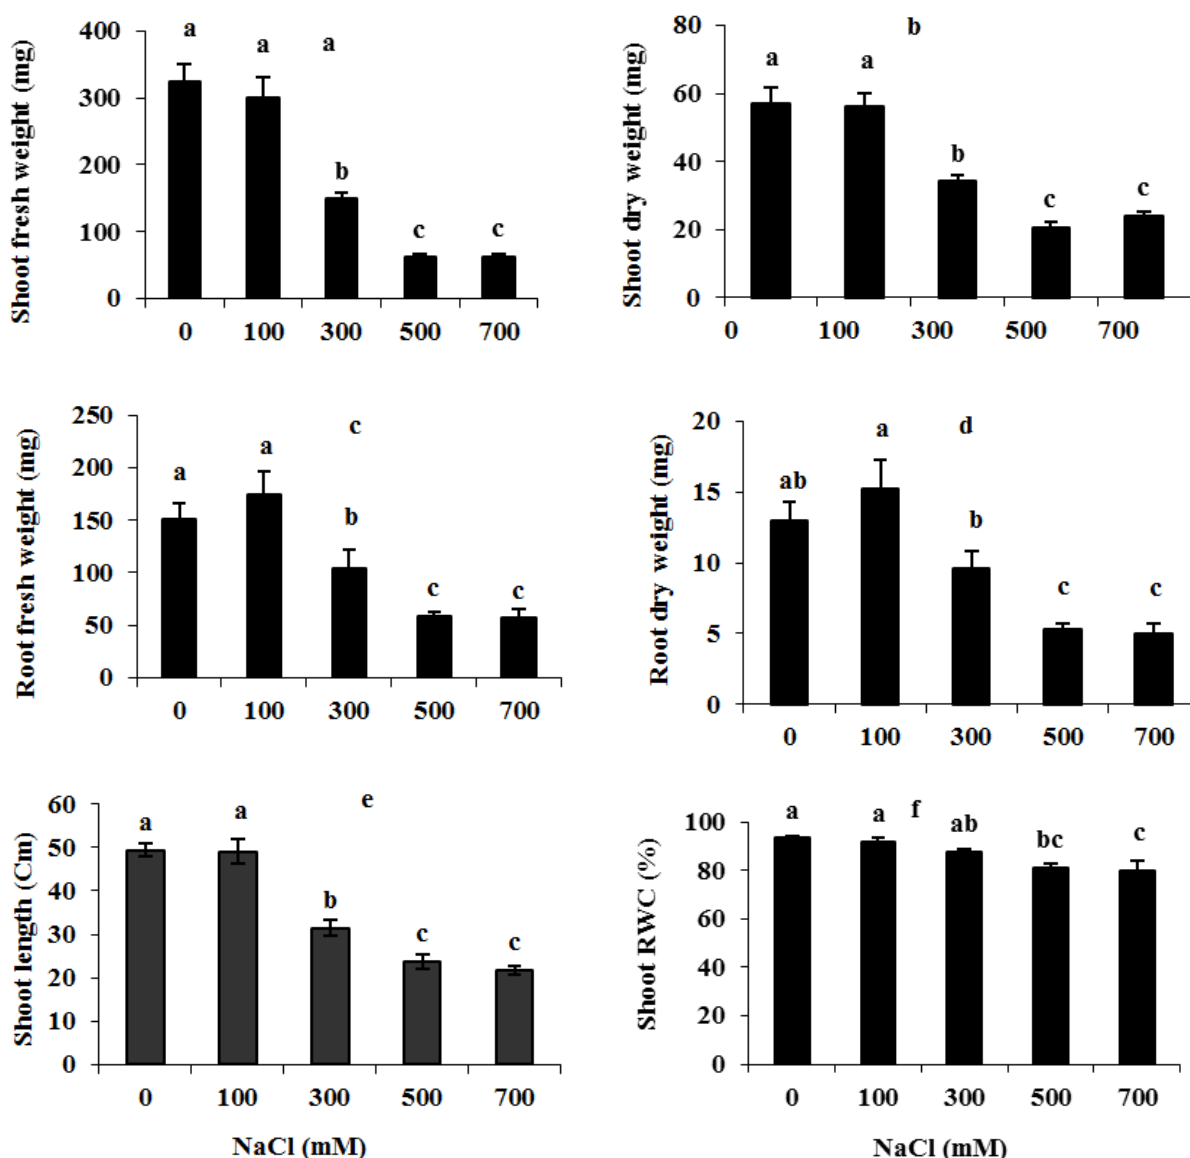 Shoot fresh weight (mg)
400
300
200
100
0
a
a
a
b
c
c
0 100 300 500 700
Shoot dry weight (mg)
80
60
40
20
0
b
a
a
b
c
c
0 100 300 500 700
Root fresh weight (mg)
250
200
150
100
50
0
c
a
a
b
c
c
0 100 300 500 700
Root dry weight (mg)
20
15
10
5
0
d
ab
a
b
c
c
0 100 300 500 700
Shoot length (Cm)
60
50
40
30
20
10
0
e
a
a
b
c
c
0 100 300 500 700
NaCl (mM)
Shoot RWC (%)
100
80
60
40
20
0
f
a
a
ab
bc
c
0 100 300 500 700
NaCl (mM)